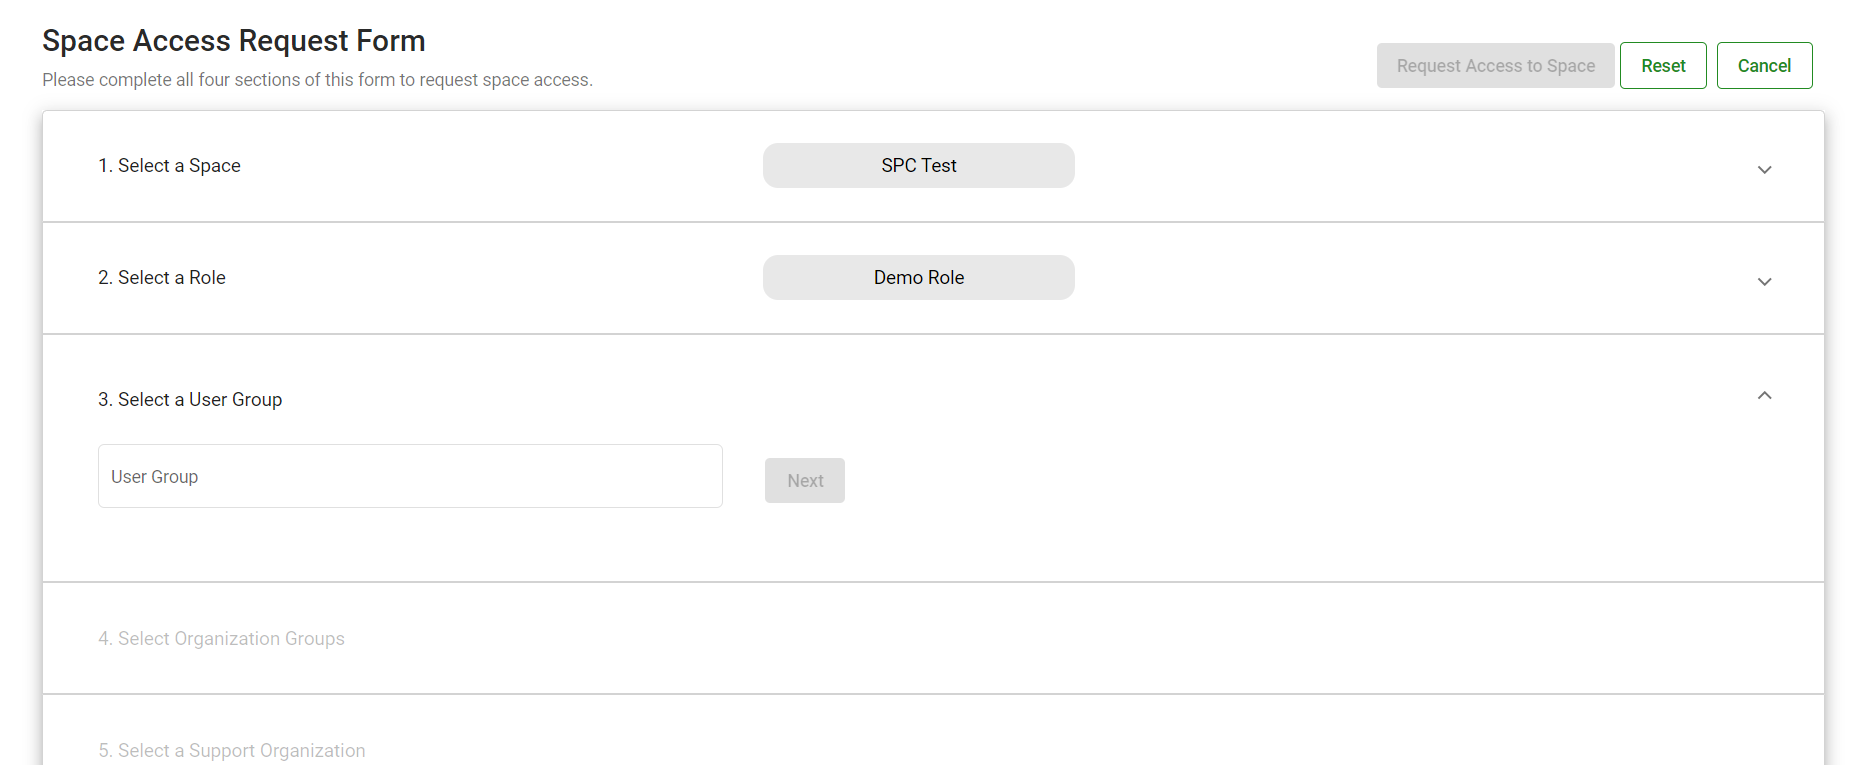 Space Access Request Form
Please complete all four sections of this form to request space access.
Request Access to Space
Reset
Cancel
1. Select a Space
SPC Test
2. Select a Role
Demo Role
3. Select a User Group
User Group
Next
4. Select Organization Groups
5. Select a Support Organization